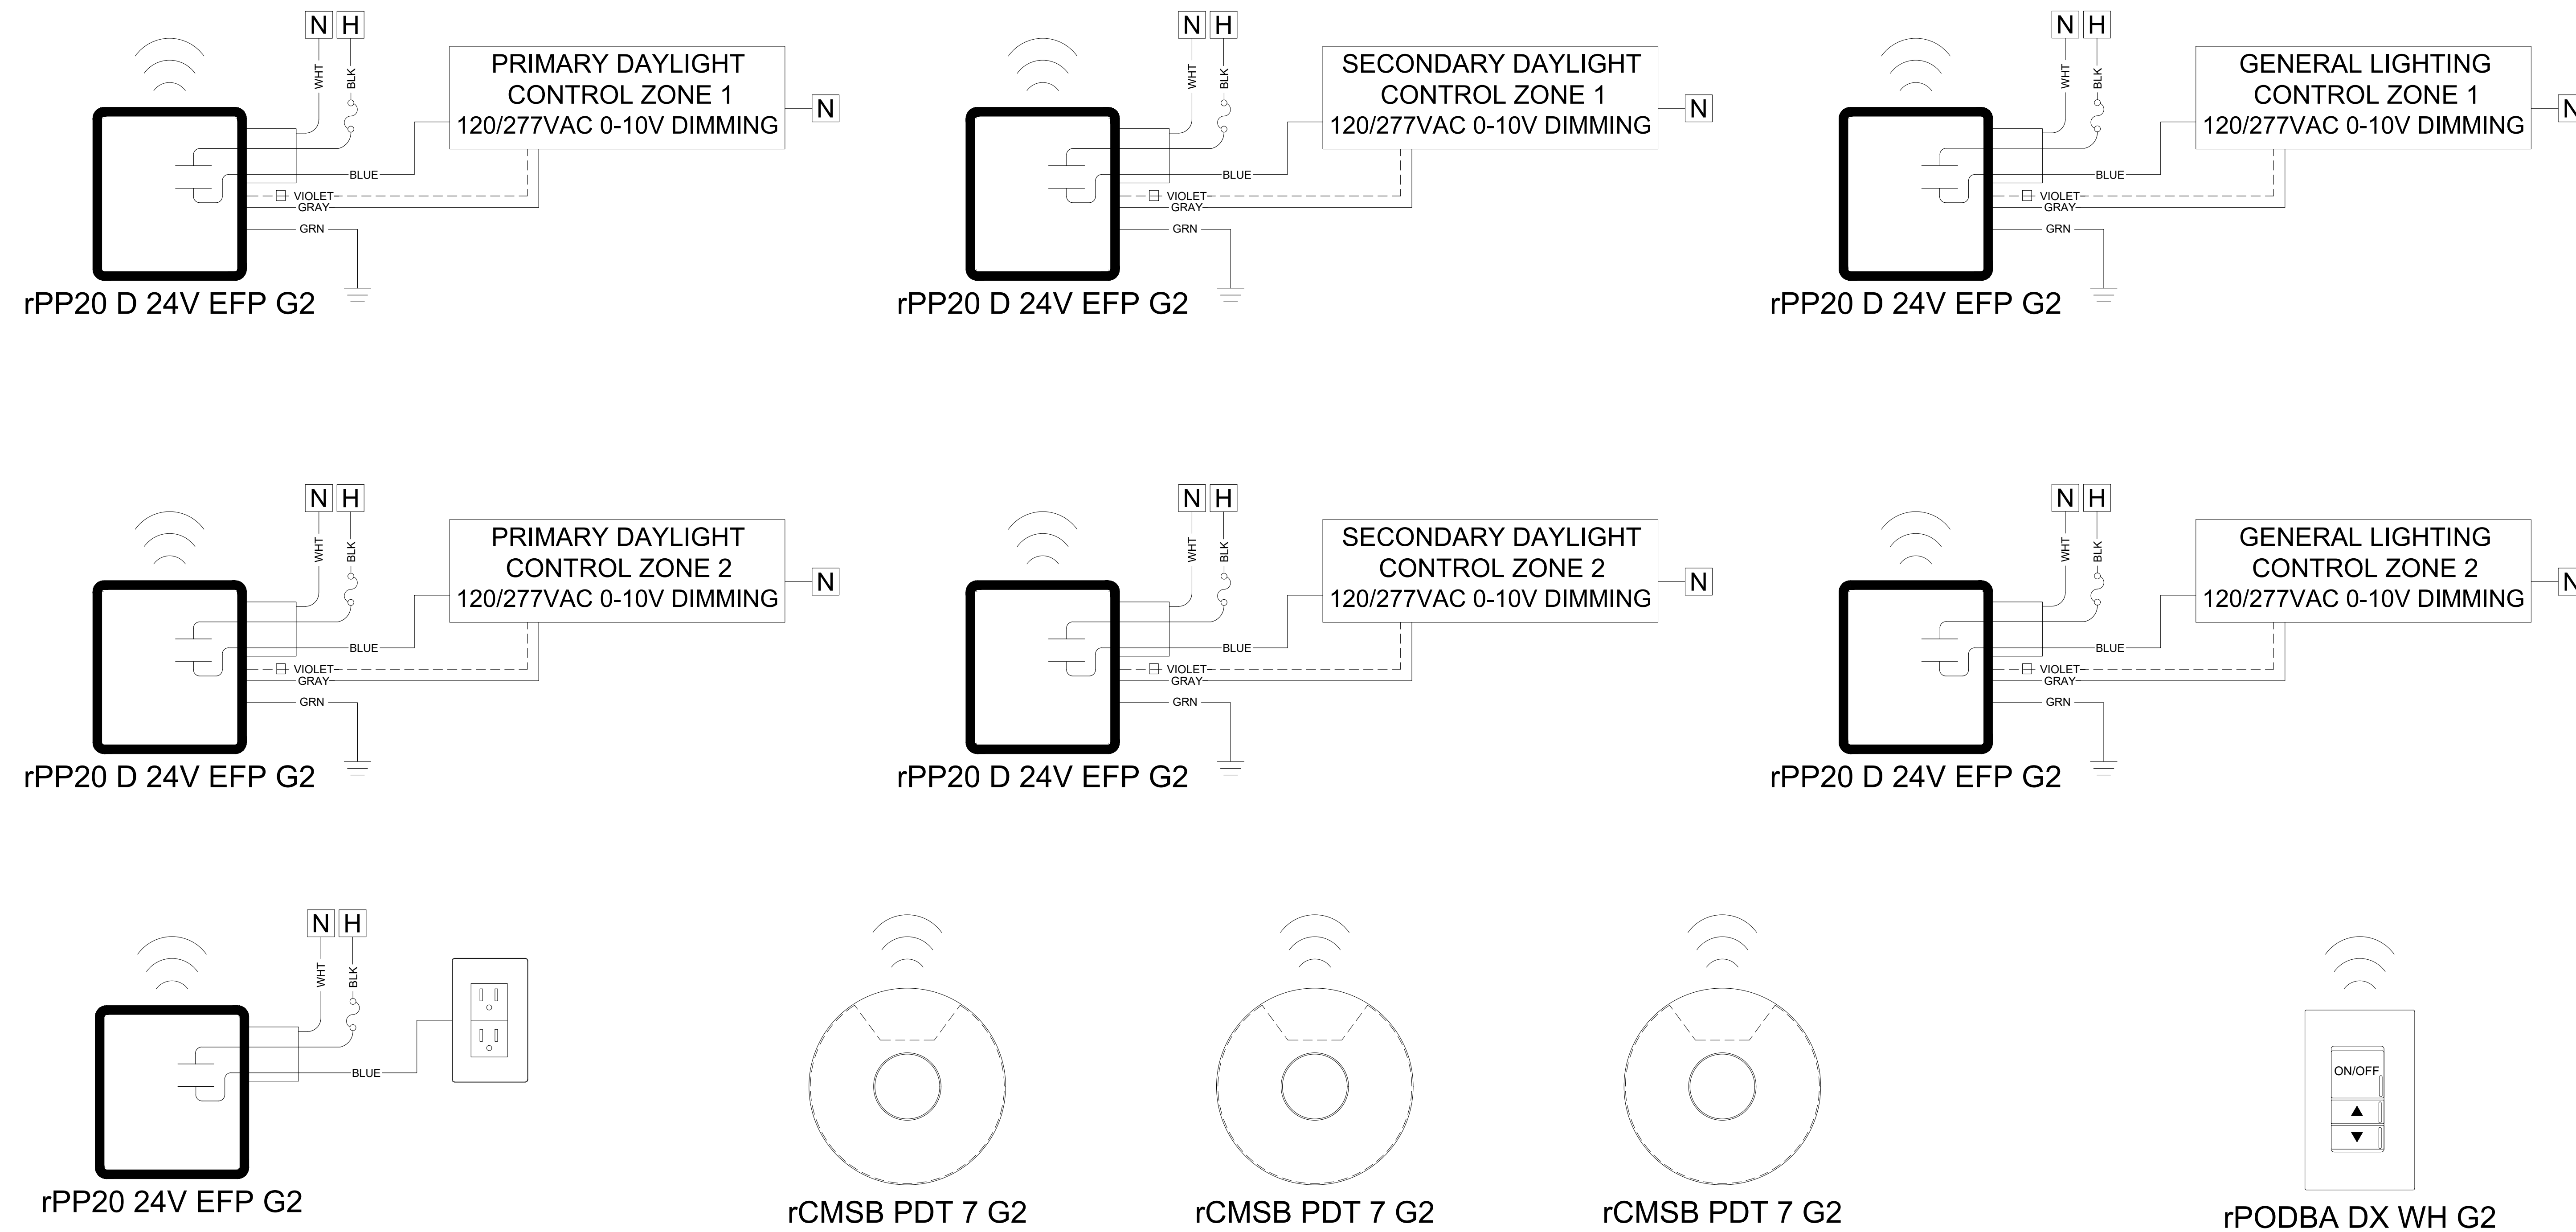 N H
WHT
BLK
PRIMARY DAYLIGHT
CONTROL ZONE 1
120/277VAC 0-10V DIMMING
N
BLUE
VIOLET
GRAY
GRN
rPP20 D 24V EFP G2
N H
WHT
BLK
SECONDARY DAYLIGHT
CONTROL ZONE 1
120/277VAC 0-10V DIMMING
N
BLUE
VIOLET
GRAY
GRN
rPP20 D 24V EFP G2
N H
WHT
BLK
GENERAL LIGHTING
CONTROL ZONE 1
120/277VAC 0-10V DIMMING
N
BLUE
VIOLET
GRAY
GRN
rPP20 D 24V EFP G2
N H
WHT
BLK
PRIMARY DAYLIGHT
CONTROL ZONE 2
120/277VAC 0-10V DIMMING
N
BLUE
VIOLET
GRAY
GRN
rPP20 D 24V EFP G2
N H
WHT
BLK
SECONDARY DAYLIGHT
CONTROL ZONE 2
120/277VAC 0-10V DIMMING
N
BLUE
VIOLET
GRAY
GRN
rPP20 D 24V EFP G2
N H
WHT
BLK
GENERAL LIGHTING
CONTROL ZONE 2
120/277VAC 0-10V DIMMING
N
BLUE
VIOLET
GRAY
GRN
rPP20 D 24V EFP G2
N H
WHT
BLK
BLUE
rPP20 24V EFP G2
rCMSB PDT 7 G2
rCMSB PDT 7 G2
rCMSB PDT 7 G2
ON/OFF
rPODBA DX WH G2